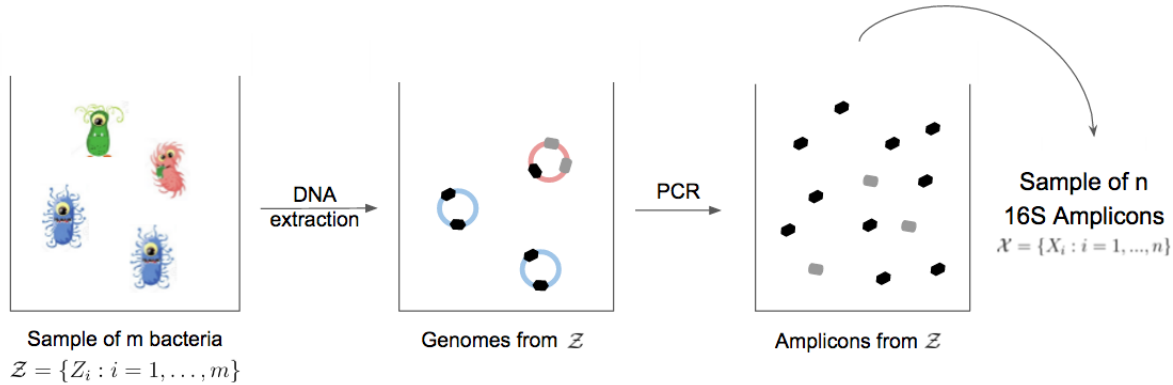 DNA
extraction
PCR
Sample of n
16S Amplicons
𝒳 = {X_i : i = 1, ..., n}
Sample of m bacteria
𝒵 = {Z_i : i = 1, . . . , m}
Genomes from 𝒵
Amplicons from 𝒵